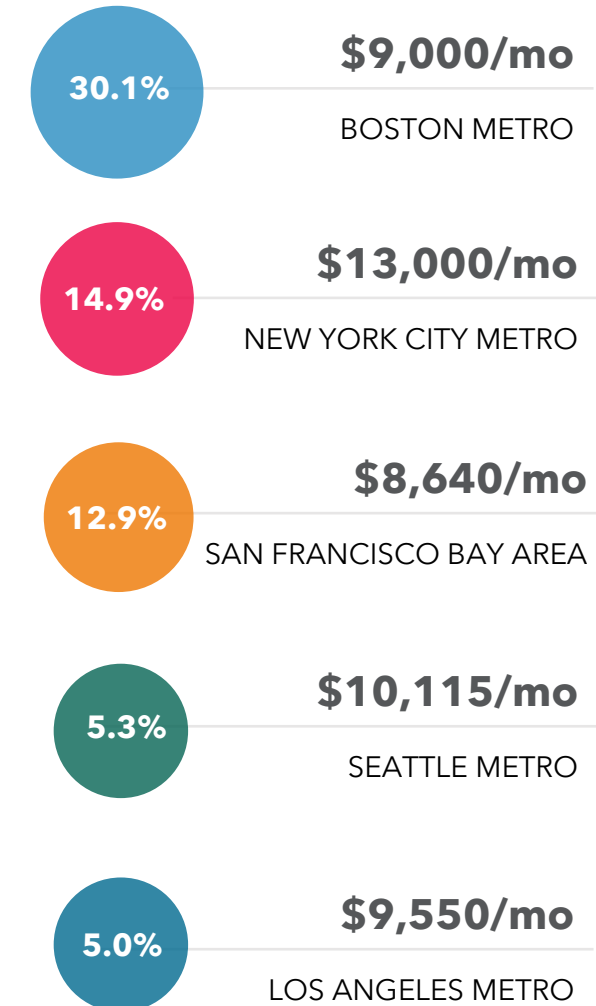 $9,000/mo
30.1%
BOSTON METRO
$13,000/mo
14.9%
NEW YORK CITY METRO
$8,640/mo
12.9%
SAN FRANCISCO BAY AREA
$10,115/mo
5.3%
SEATTLE METRO
$9,550/mo
5.0%
LOS ANGELES METRO